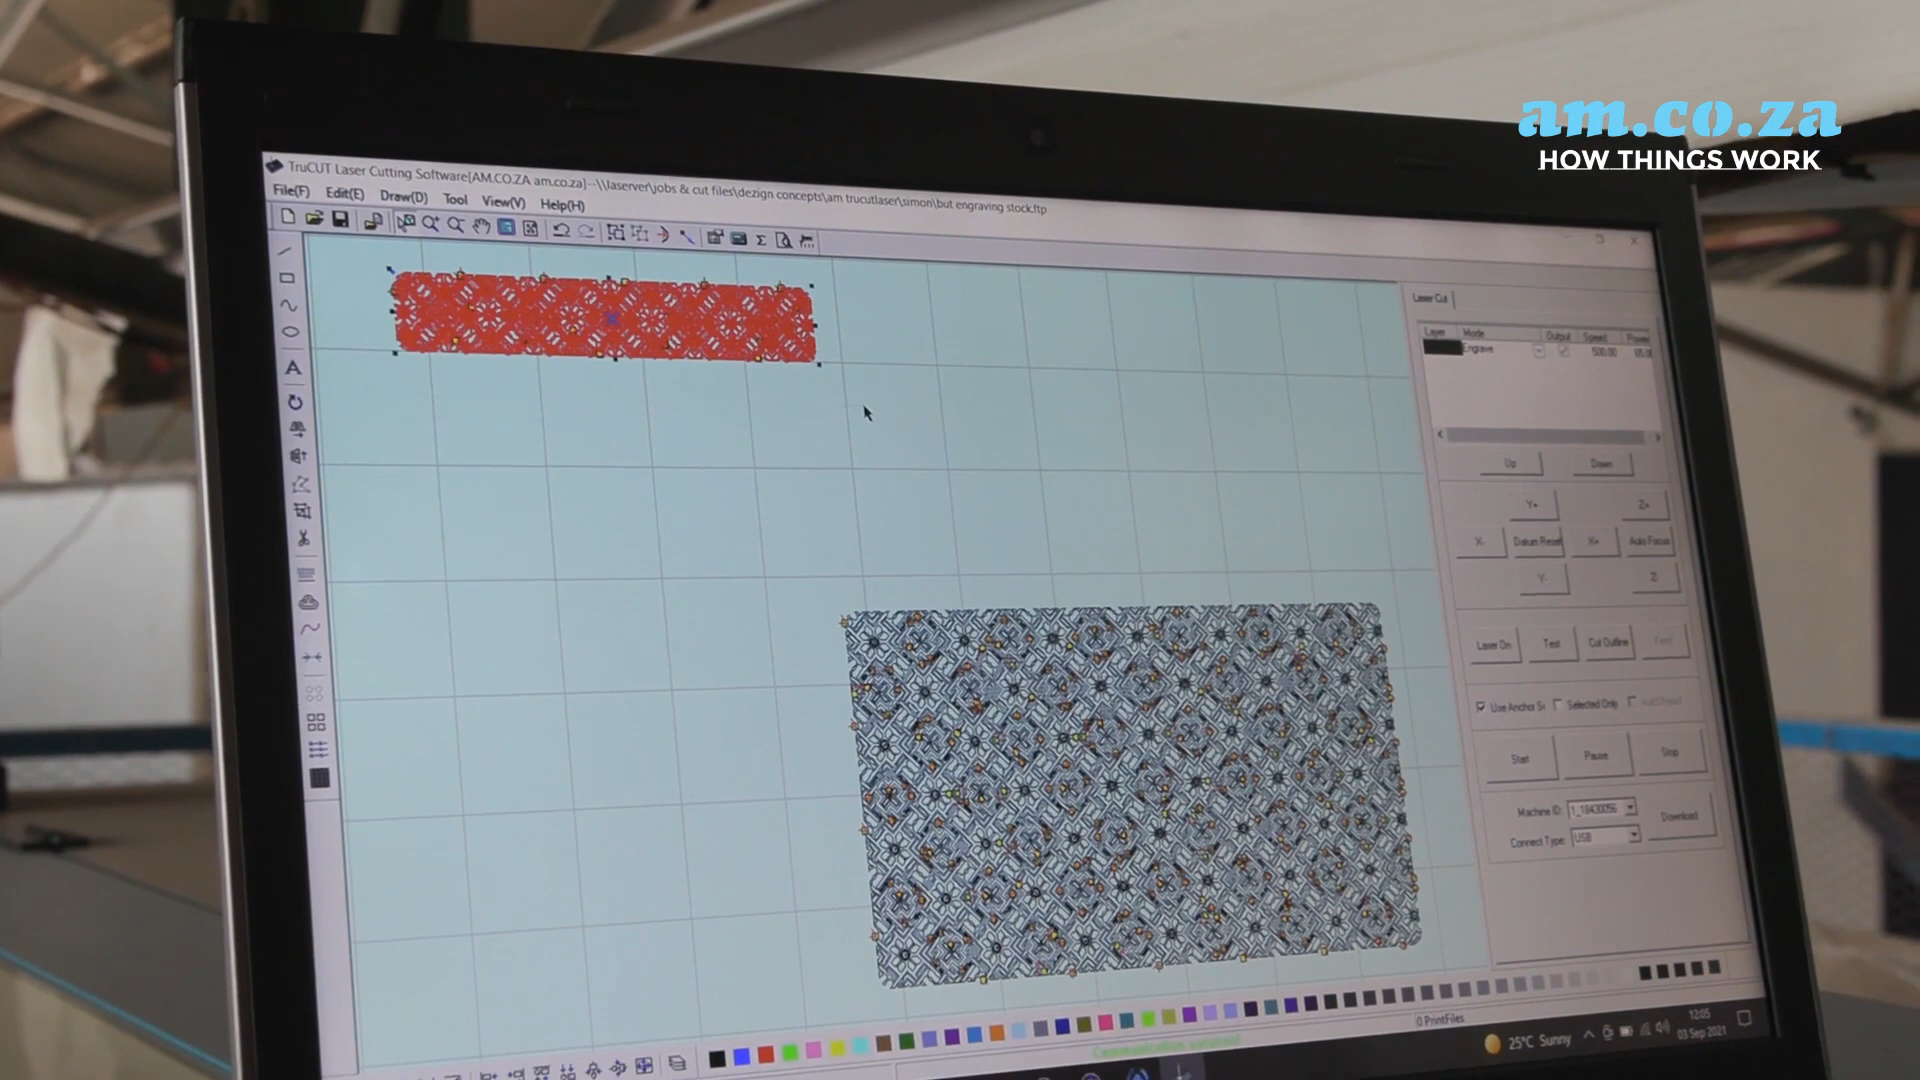 am.co.za
HOW THINGS WORK
TruCUT Laser Cutting Software[AM.CO.ZA am.co.za]--\\laserver\jobs & cut files\dezign concepts\am trucutlaser\simon\but engraving stock.ftp
File(F) Edit(E) Draw(D) Tool View(V) Help(H)
Laser Cut
Layer Mode Output Speed Power
Engrave 500.00
Up Down
Y+ Z+
X- Datum Reset X+ Auto Focus
Y- Z-
Laser On Test Cut Outline Feed
Use Anchor Selected Only
Start Pause Stop
Machine ID: 1_18430056 Download
Connect Type: USB
0 PrintFiles
25°C Sunny
12:05
03 Sep 2021